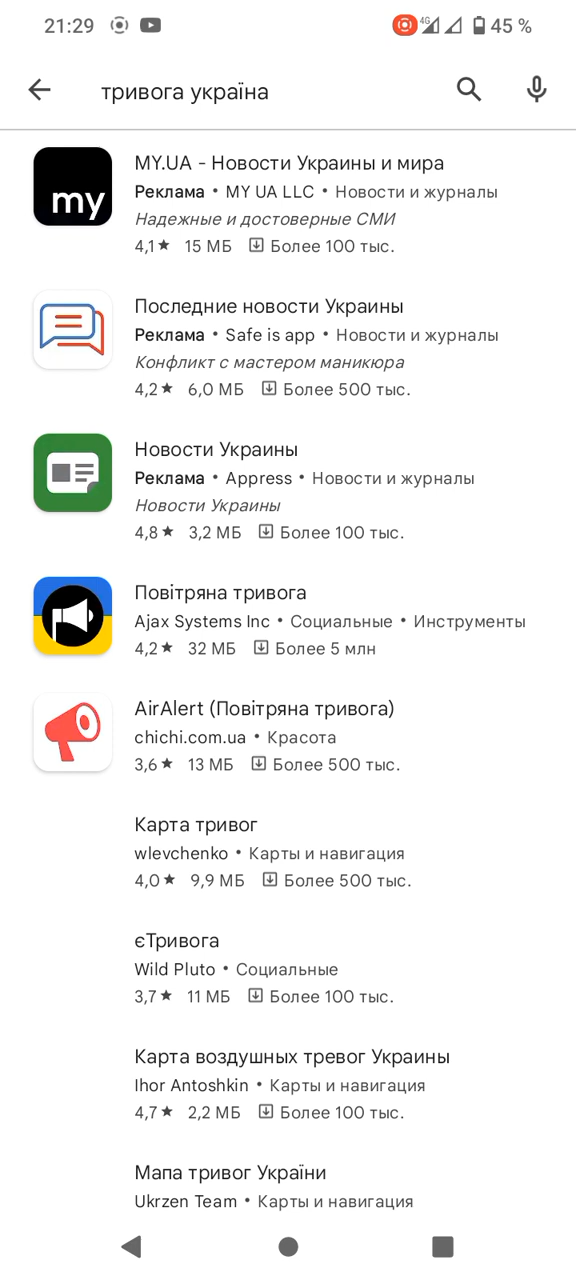 21:29
4G
45 %
тривога україна
my
MY.UA - Новости Украины и мира
Реклама • MY UA LLC • Новости и журналы
Надежные и достоверные СМИ
4,1★ 15 МБ Более 100 тыс.
Последние новости Украины
Реклама • Safe is app • Новости и журналы
Конфликт с мастером маникюра
4,2★ 6,0 МБ Более 500 тыс.
Новости Украины
Реклама • Appress • Новости и журналы
Новости Украины
4,8★ 3,2 МБ Более 100 тыс.
Повітряна тривога
Ajax Systems Inc • Социальные • Инструменты
4,2★ 32 МБ Более 5 млн
AirAlert (Повітряна тривога)
chichi.com.ua • Красота
3,6★ 13 МБ Более 500 тыс.
Карта тривог
wlevchenko • Карты и навигация
4,0★ 9,9 МБ Более 500 тыс.
єТривога
Wild Pluto • Социальные
3,7★ 11 МБ Более 100 тыс.
Карта воздушных тревог Украины
Ihor Antoshkin • Карты и навигация
4,7★ 2,2 МБ Более 100 тыс.
Мапа тривог України
Ukrzen Team • Карты и навигация